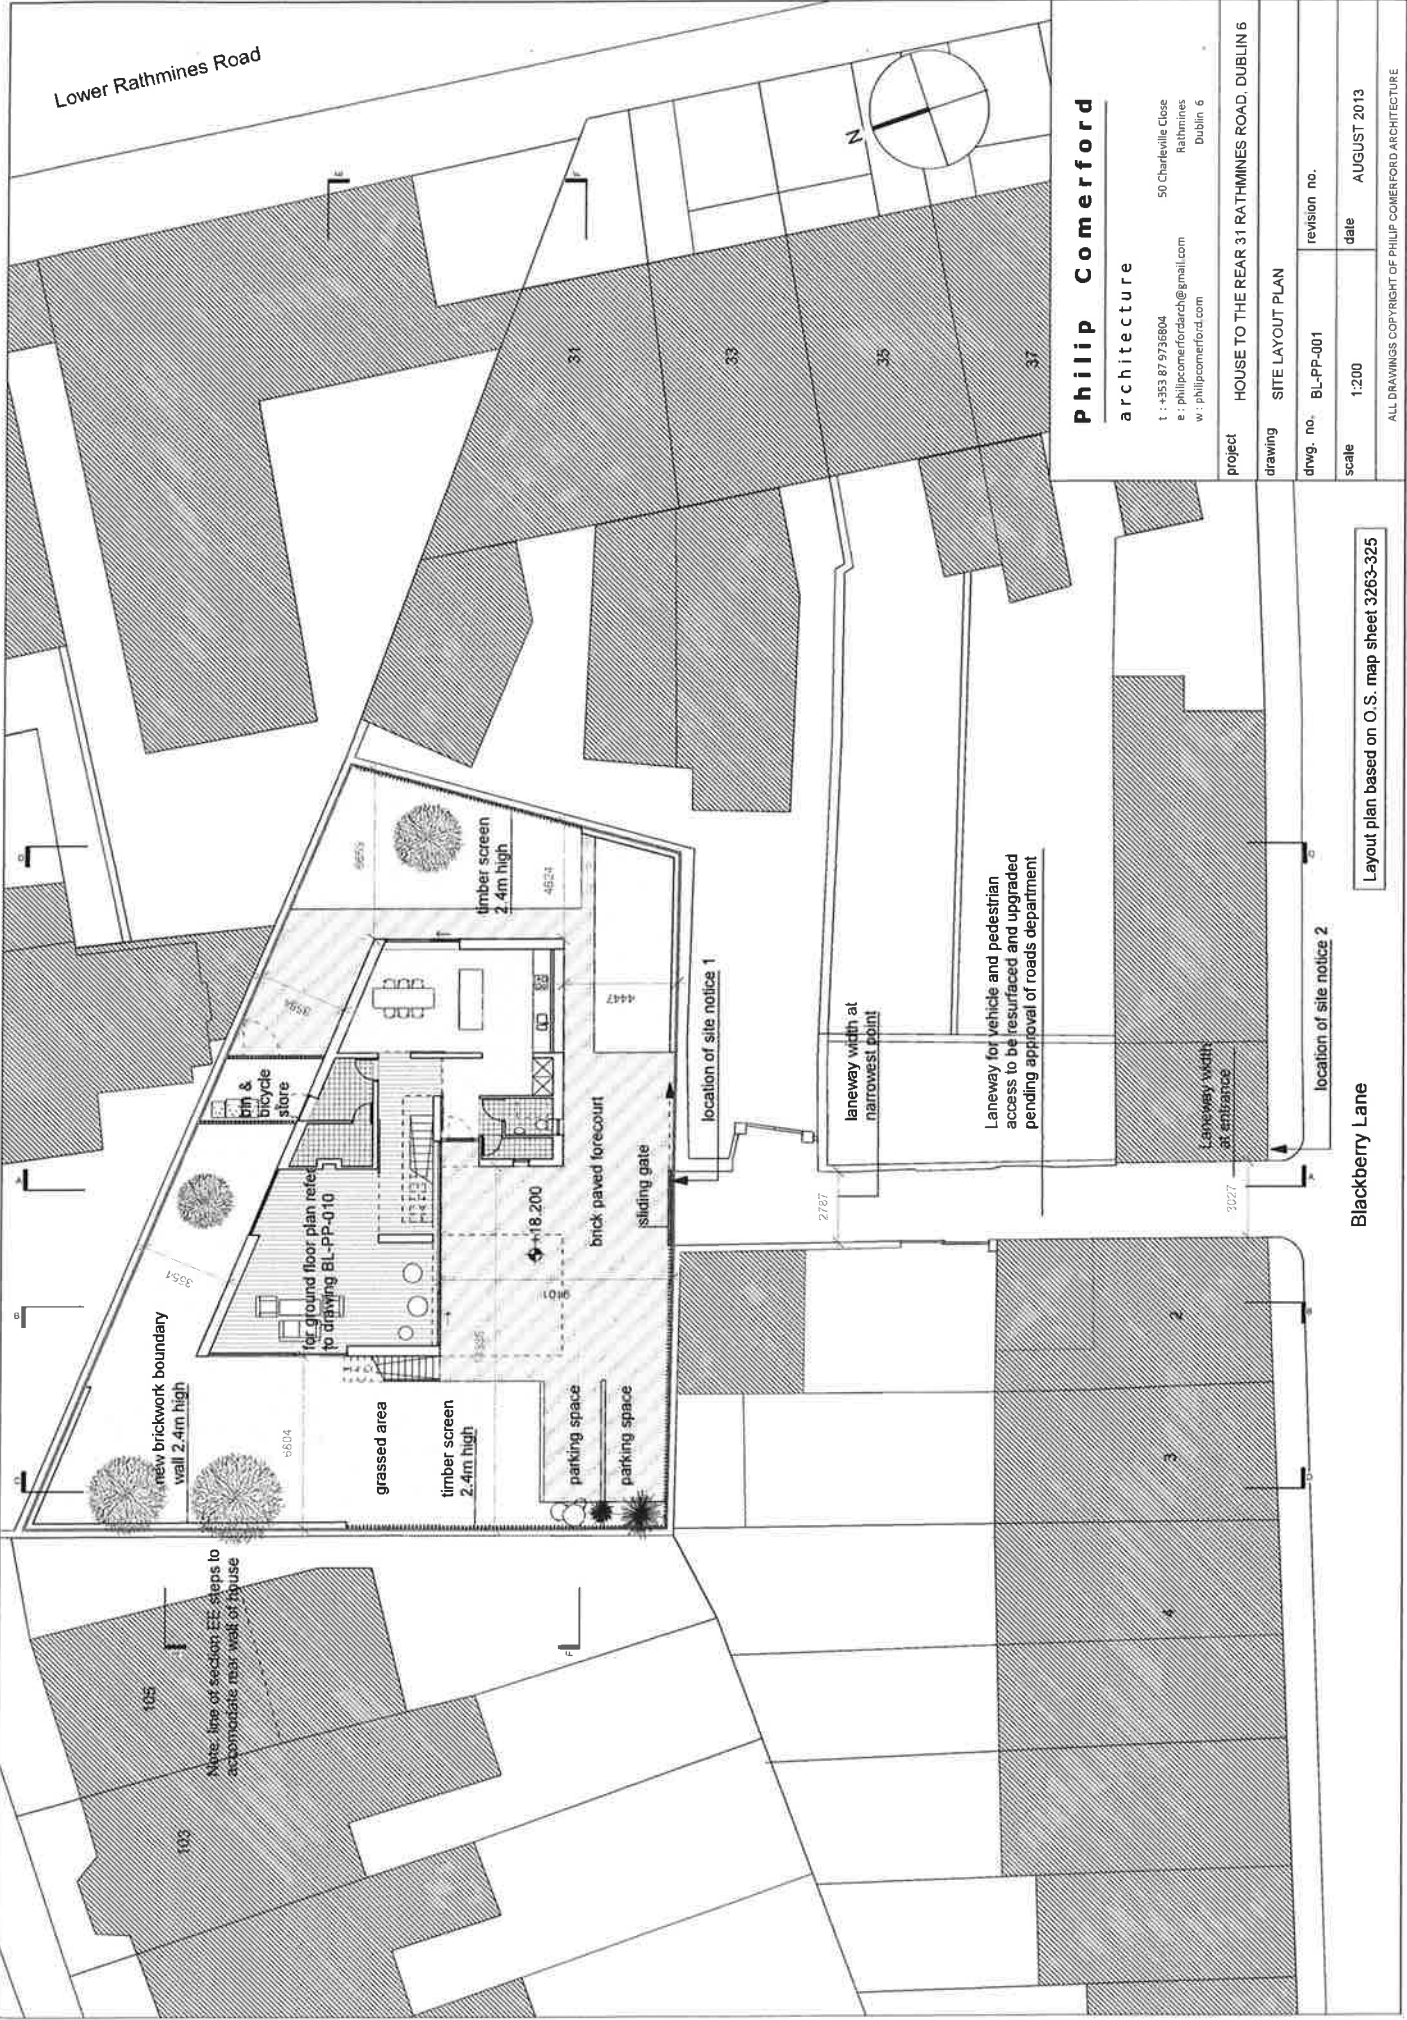 Lower Rathmines Road
N
E
F
31
33
35
37
6659
timber screen
2.4m high
4624
3594
4447
bin &
bicycle
store
for ground floor plan refer
to drawing BL-PP-010
3554
new brickwork boundary
wall 2.4m high
6604
grassed area
timber screen
2.4m high
+18.200
brick paved forecourt
sliding gate
parking space
parking space
location of site notice 1
laneway width at
narrowest point
2787
Laneway for vehicle and pedestrian
access to be resurfaced and upgraded
pending approval of roads department
Laneway width
at entrance
3027
location of site notice 2
Blackberry Lane
Note: line of section EE steps to
accomodate rear wall of house
105
103
2
3
4
A
A
B
B
D
F
Layout plan based on O.S. map sheet 3263-325
Philip Comerford
architecture
t : +353 87 9736804
50 Charleville Close
e : philipcomerfordarch@gmail.com
Rathmines
w : philipcomerford.com
Dublin 6
project HOUSE TO THE REAR 31 RATHMINES ROAD, DUBLIN 6
drawing SITE LAYOUT PLAN
drwg. no. BL-PP-001 revision no.
scale 1:200 date AUGUST 2013
ALL DRAWINGS COPYRIGHT OF PHILIP COMERFORD ARCHITECTURE